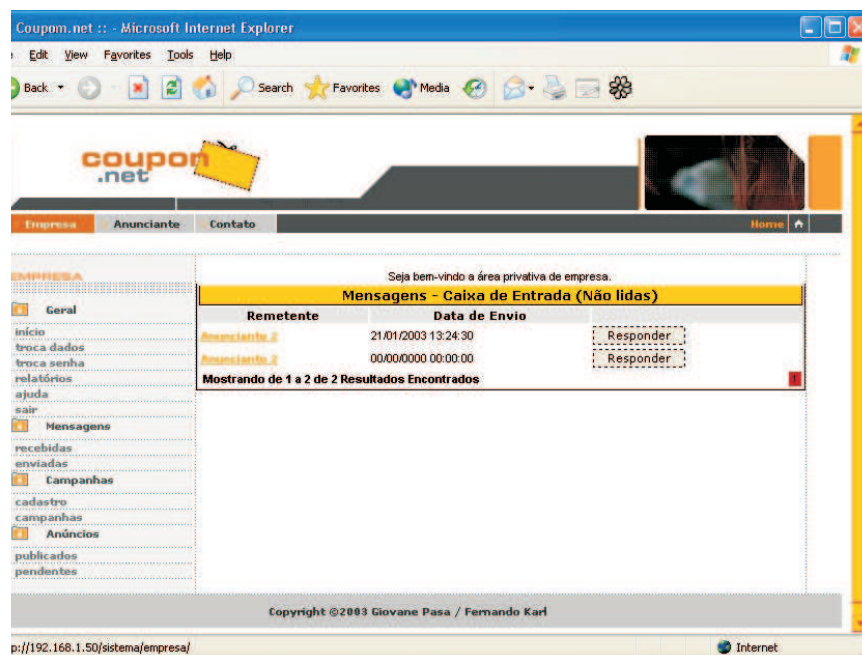 Coupom.net :: - Microsoft Internet Explorer
Edit View Favorites Tools Help
Back Search Favorites Media
coupon
.net
Empresa Anunciante Contato Home
EMPRESA
Seja bem-vindo a área privativa de empresa.
Mensagens - Caixa de Entrada (Não lidas)
Remetente Data de Envio
Anunciante 2 21/01/2003 13:24:30 Responder
Anunciante 2 00/00/0000 00:00:00 Responder
Mostrando de 1 a 2 de 2 Resultados Encontrados 1
Geral
início
troca dados
troca senha
relatórios
ajuda
sair
Mensagens
recebidas
enviadas
Campanhas
cadastro
campanhas
Anúncios
publicados
pendentes
Copyright ©2003 Giovane Pasa / Fernando Karl
p://192.168.1.50/sistema/empresa/ Internet